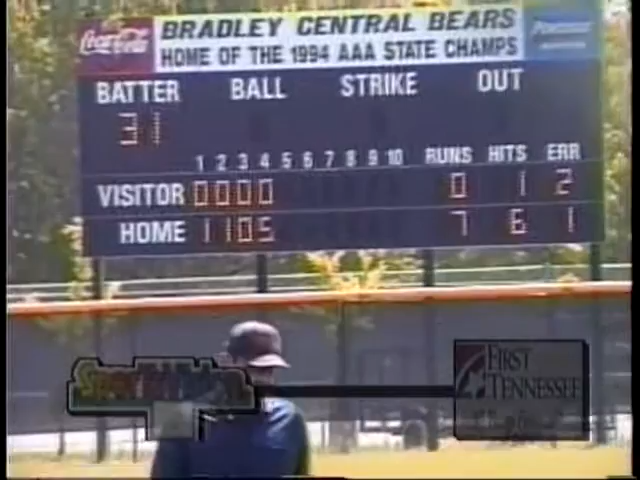 Coca-Cola
BRADLEY CENTRAL BEARS
HOME OF THE 1994 AAA STATE CHAMPS
BATTER BALL STRIKE OUT
31
1 2 3 4 5 6 7 8 9 10 RUNS HITS ERR
VISITOR 0 0 0 0 0 1 2
HOME 1 1 0 5 7 6 1
FIRST
TENNESSEE